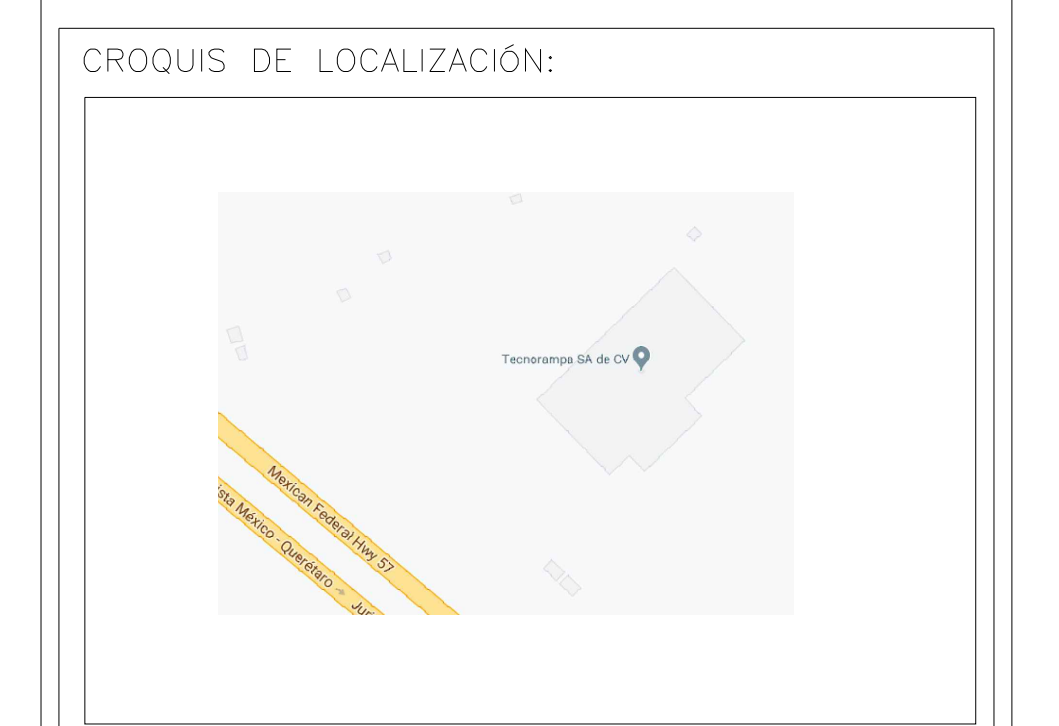 CROQUIS DE LOCALIZACIÓN:
Tecnorampa SA de CV
Mexican Federal Hwy 57
ista México - Querétaro